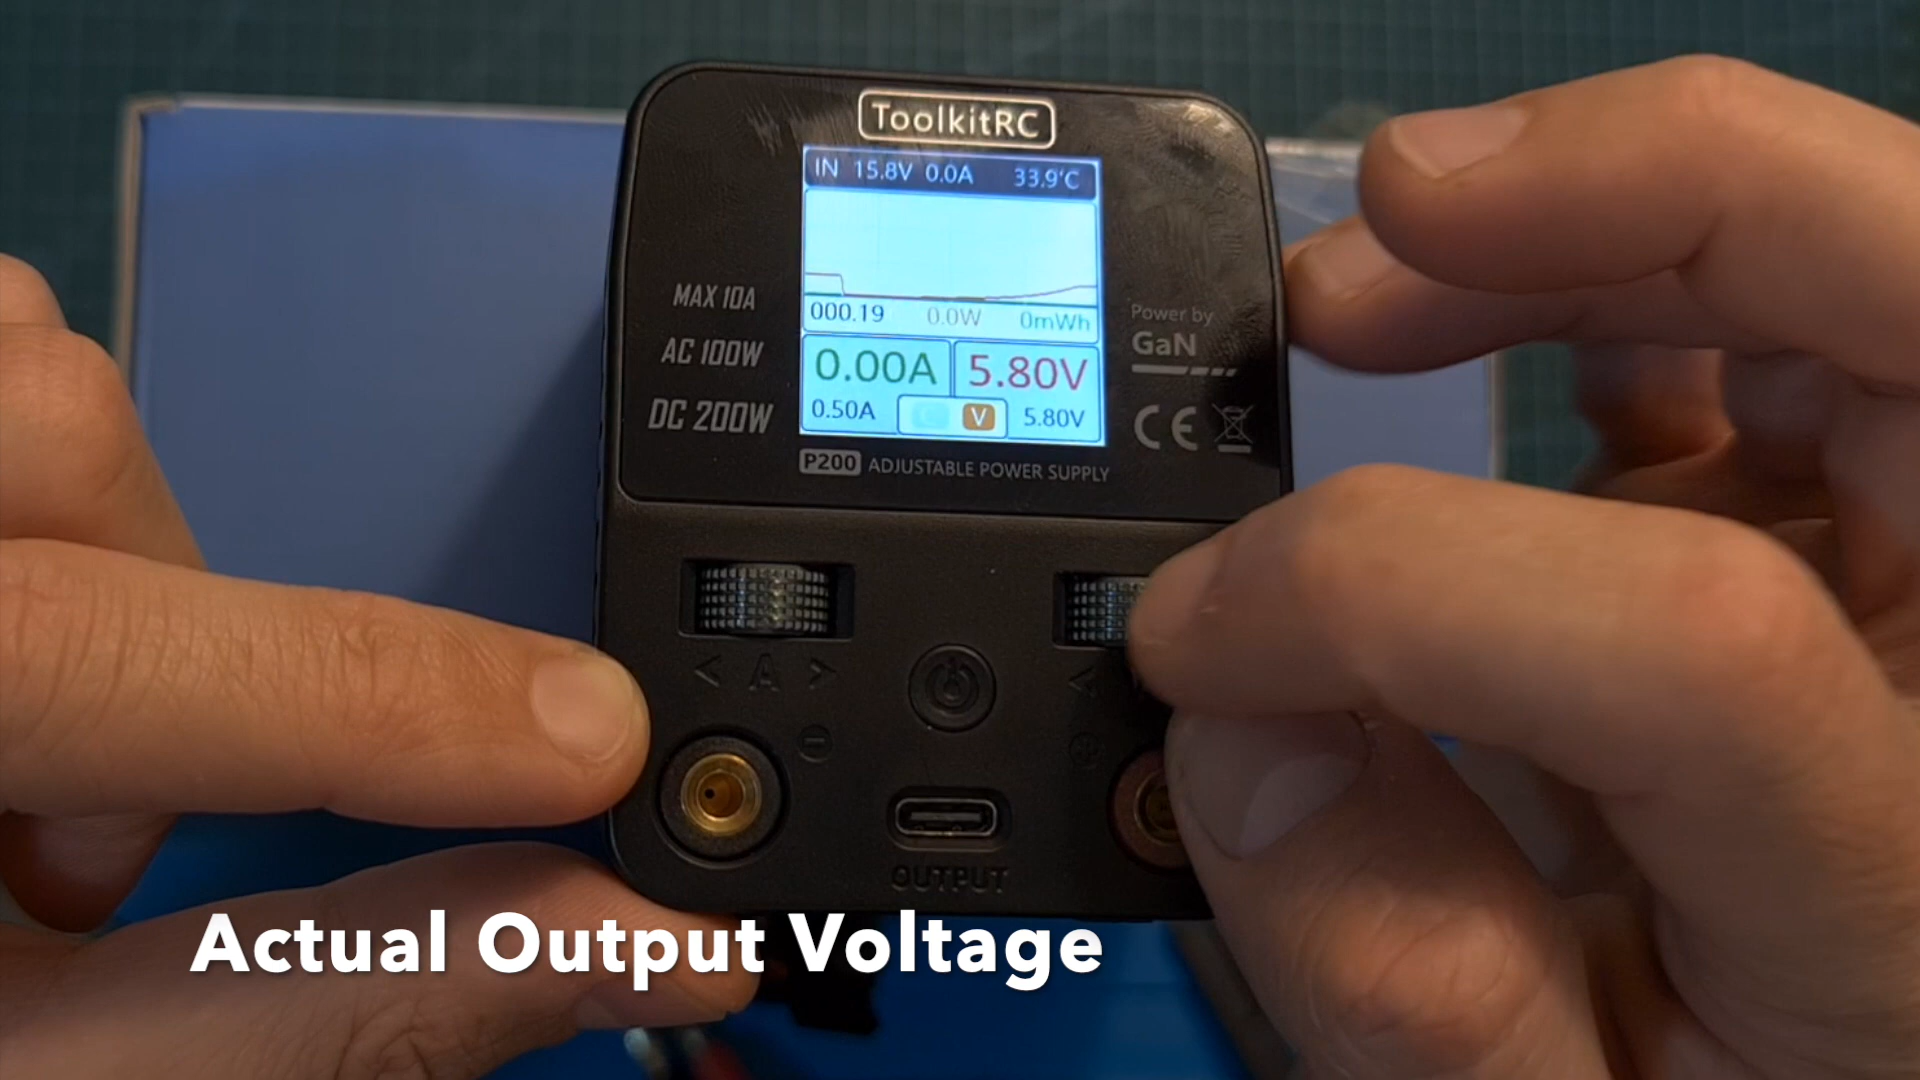 ToolkitRC
IN 15.8V 0.0A 33.9°C
000.19 0.0W 0mWh
0.00A 5.80V
0.50A V 5.80V
MAX 10A
AC 100W
DC 200W
Power by
GaN
CE
P200 ADJUSTABLE POWER SUPPLY
< A > <
OUTPUT
Actual Output Voltage